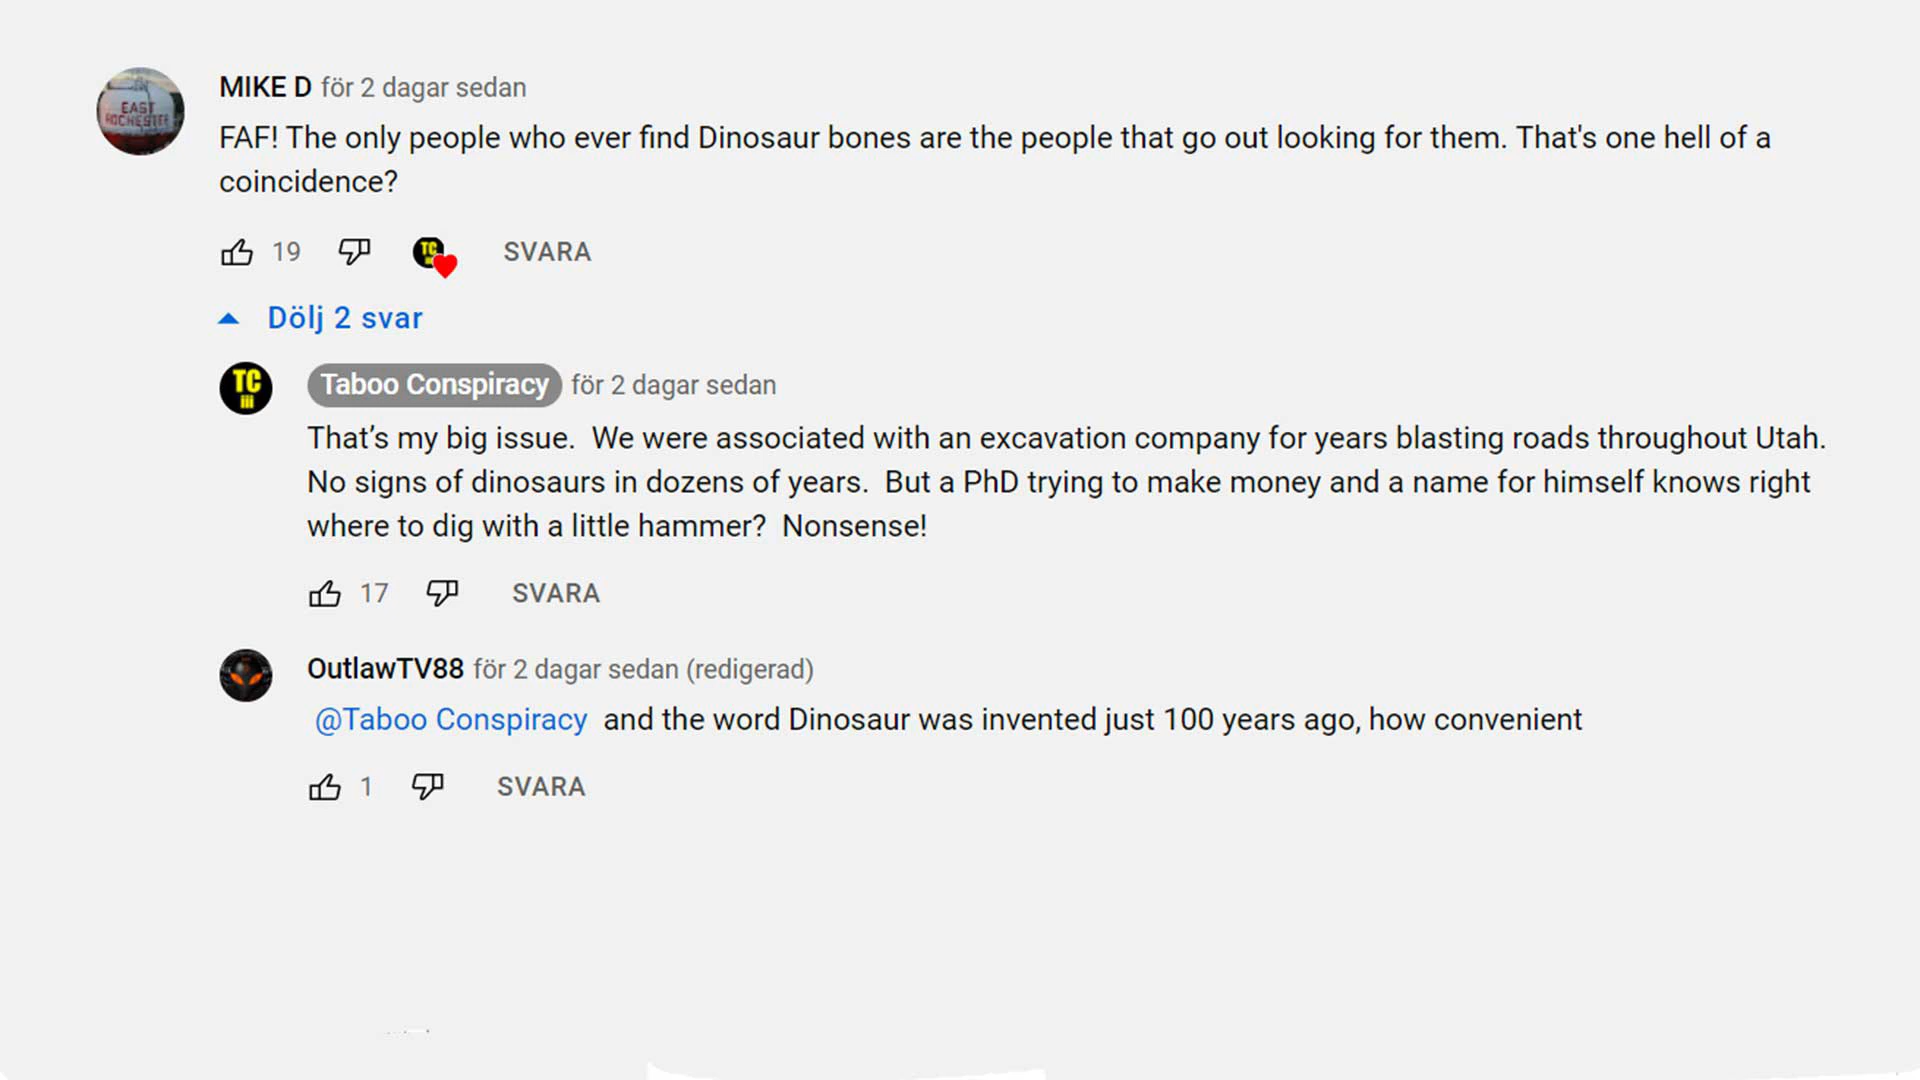 EAST
ROCHESTER
MIKE D för 2 dagar sedan
FAF! The only people who ever find Dinosaur bones are the people that go out looking for them. That's one hell of a
coincidence?
19 TC SVARA
Dölj 2 svar
TC
iii
Taboo Conspiracy för 2 dagar sedan
That’s my big issue.  We were associated with an excavation company for years blasting roads throughout Utah.
No signs of dinosaurs in dozens of years.  But a PhD trying to make money and a name for himself knows right
where to dig with a little hammer?  Nonsense!
17 SVARA
OutlawTV88 för 2 dagar sedan (redigerad)
@Taboo Conspiracy  and the word Dinosaur was invented just 100 years ago, how convenient
1 SVARA